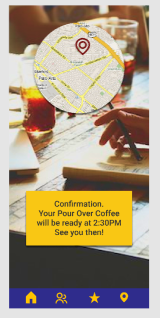 Confirmation.
Your Pour Over Coffee
will be ready at 2:30PM
See you then!